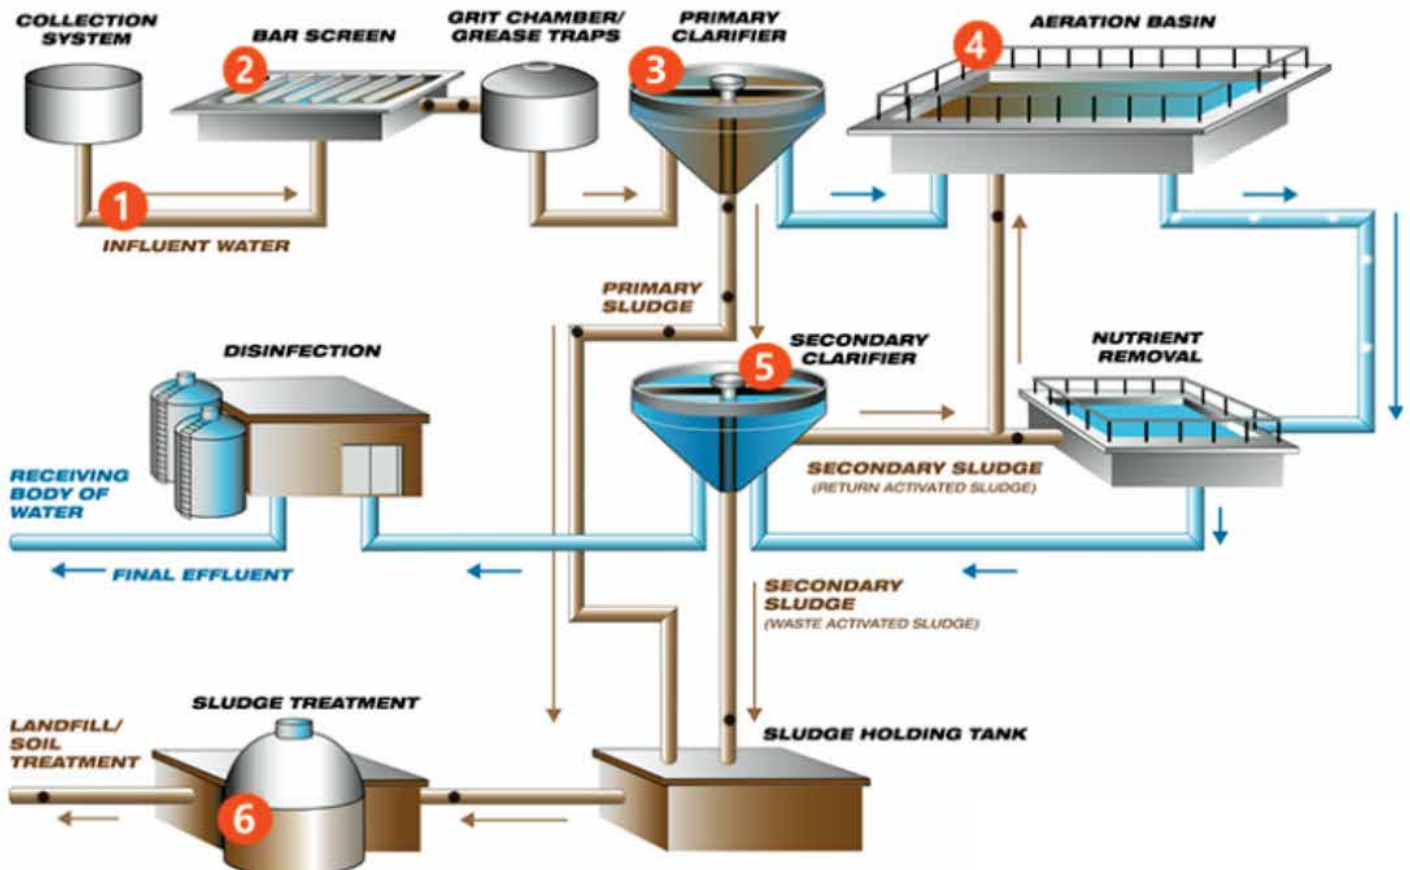 COLLECTION
SYSTEM
BAR SCREEN
GRIT CHAMBER/
GREASE TRAPS
PRIMARY
CLARIFIER
AERATION BASIN
2
3
4
1
INFLUENT WATER
PRIMARY
SLUDGE
DISINFECTION
SECONDARY
CLARIFIER
5
NUTRIENT
REMOVAL
RECEIVING
BODY OF
WATER
SECONDARY SLUDGE
(RETURN ACTIVATED SLUDGE)
FINAL EFFLUENT
SECONDARY
SLUDGE
(WASTE ACTIVATED SLUDGE)
SLUDGE TREATMENT
LANDFILL/
SOIL
TREATMENT
SLUDGE HOLDING TANK
6